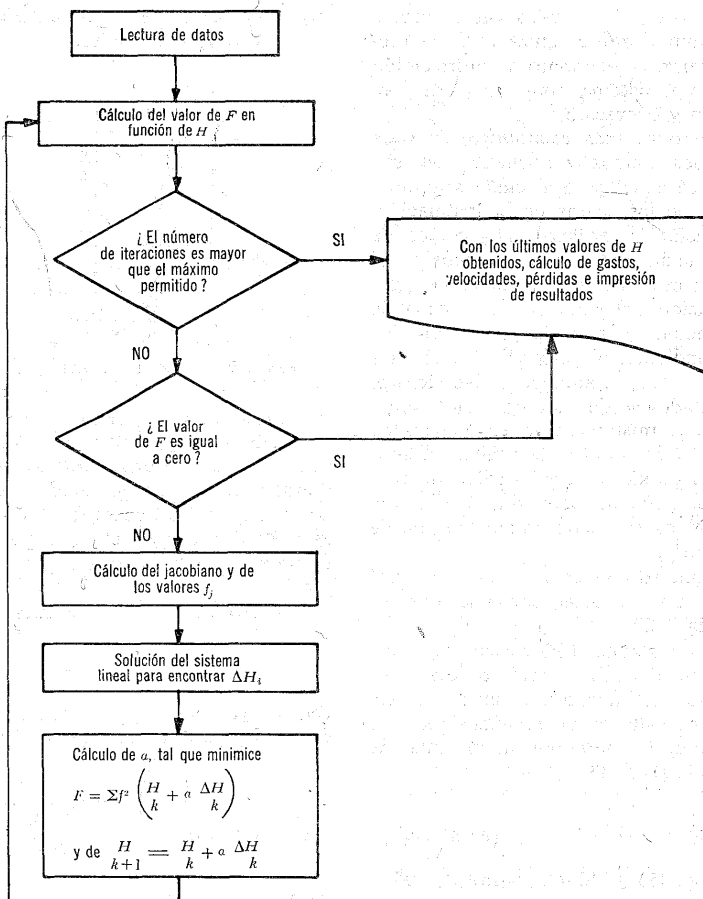 Lectura de datos
Cálculo del valor de F en
función de H i
¿ El número
de iteraciones es mayor
que el máximo
permitido ?
SI
Con los últimos valores de H
obtenidos, cálculo de gastos,
velocidades, pérdidas e impresión
de resultados
NO
¿ El valor
de F es igual
a cero ?
SI
NO
Cálculo del jacobiano y de
los valores fj
Solución del sistema
lineal para encontrar ΔHi
Cálculo de a, tal que minimice
F = Σf² (H k + a ΔH k)
y de H k+1 = H k + a ΔH k